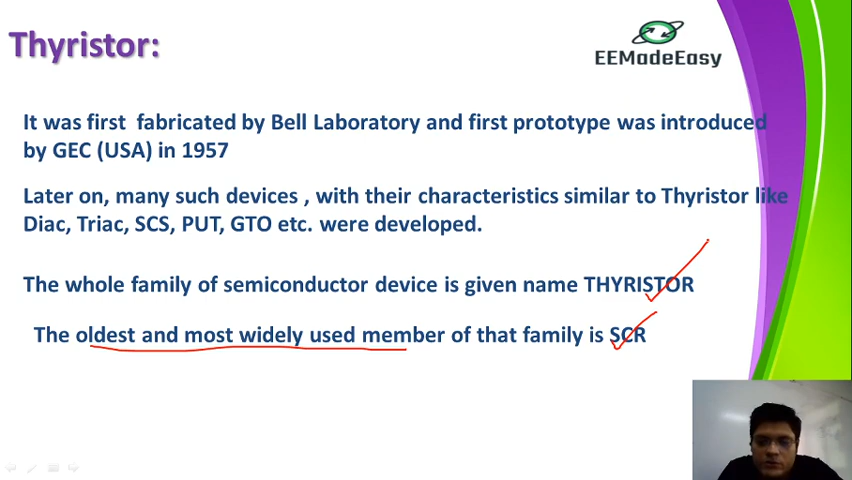 Thyristor:
EEMadeEasy
It was first fabricated by Bell Laboratory and first prototype was introduced
by GEC (USA) in 1957
Later on, many such devices , with their characteristics similar to Thyristor like
Diac, Triac, SCS, PUT, GTO etc. were developed.
The whole family of semiconductor device is given name THYRISTOR
The oldest and most widely used member of that family is SCR